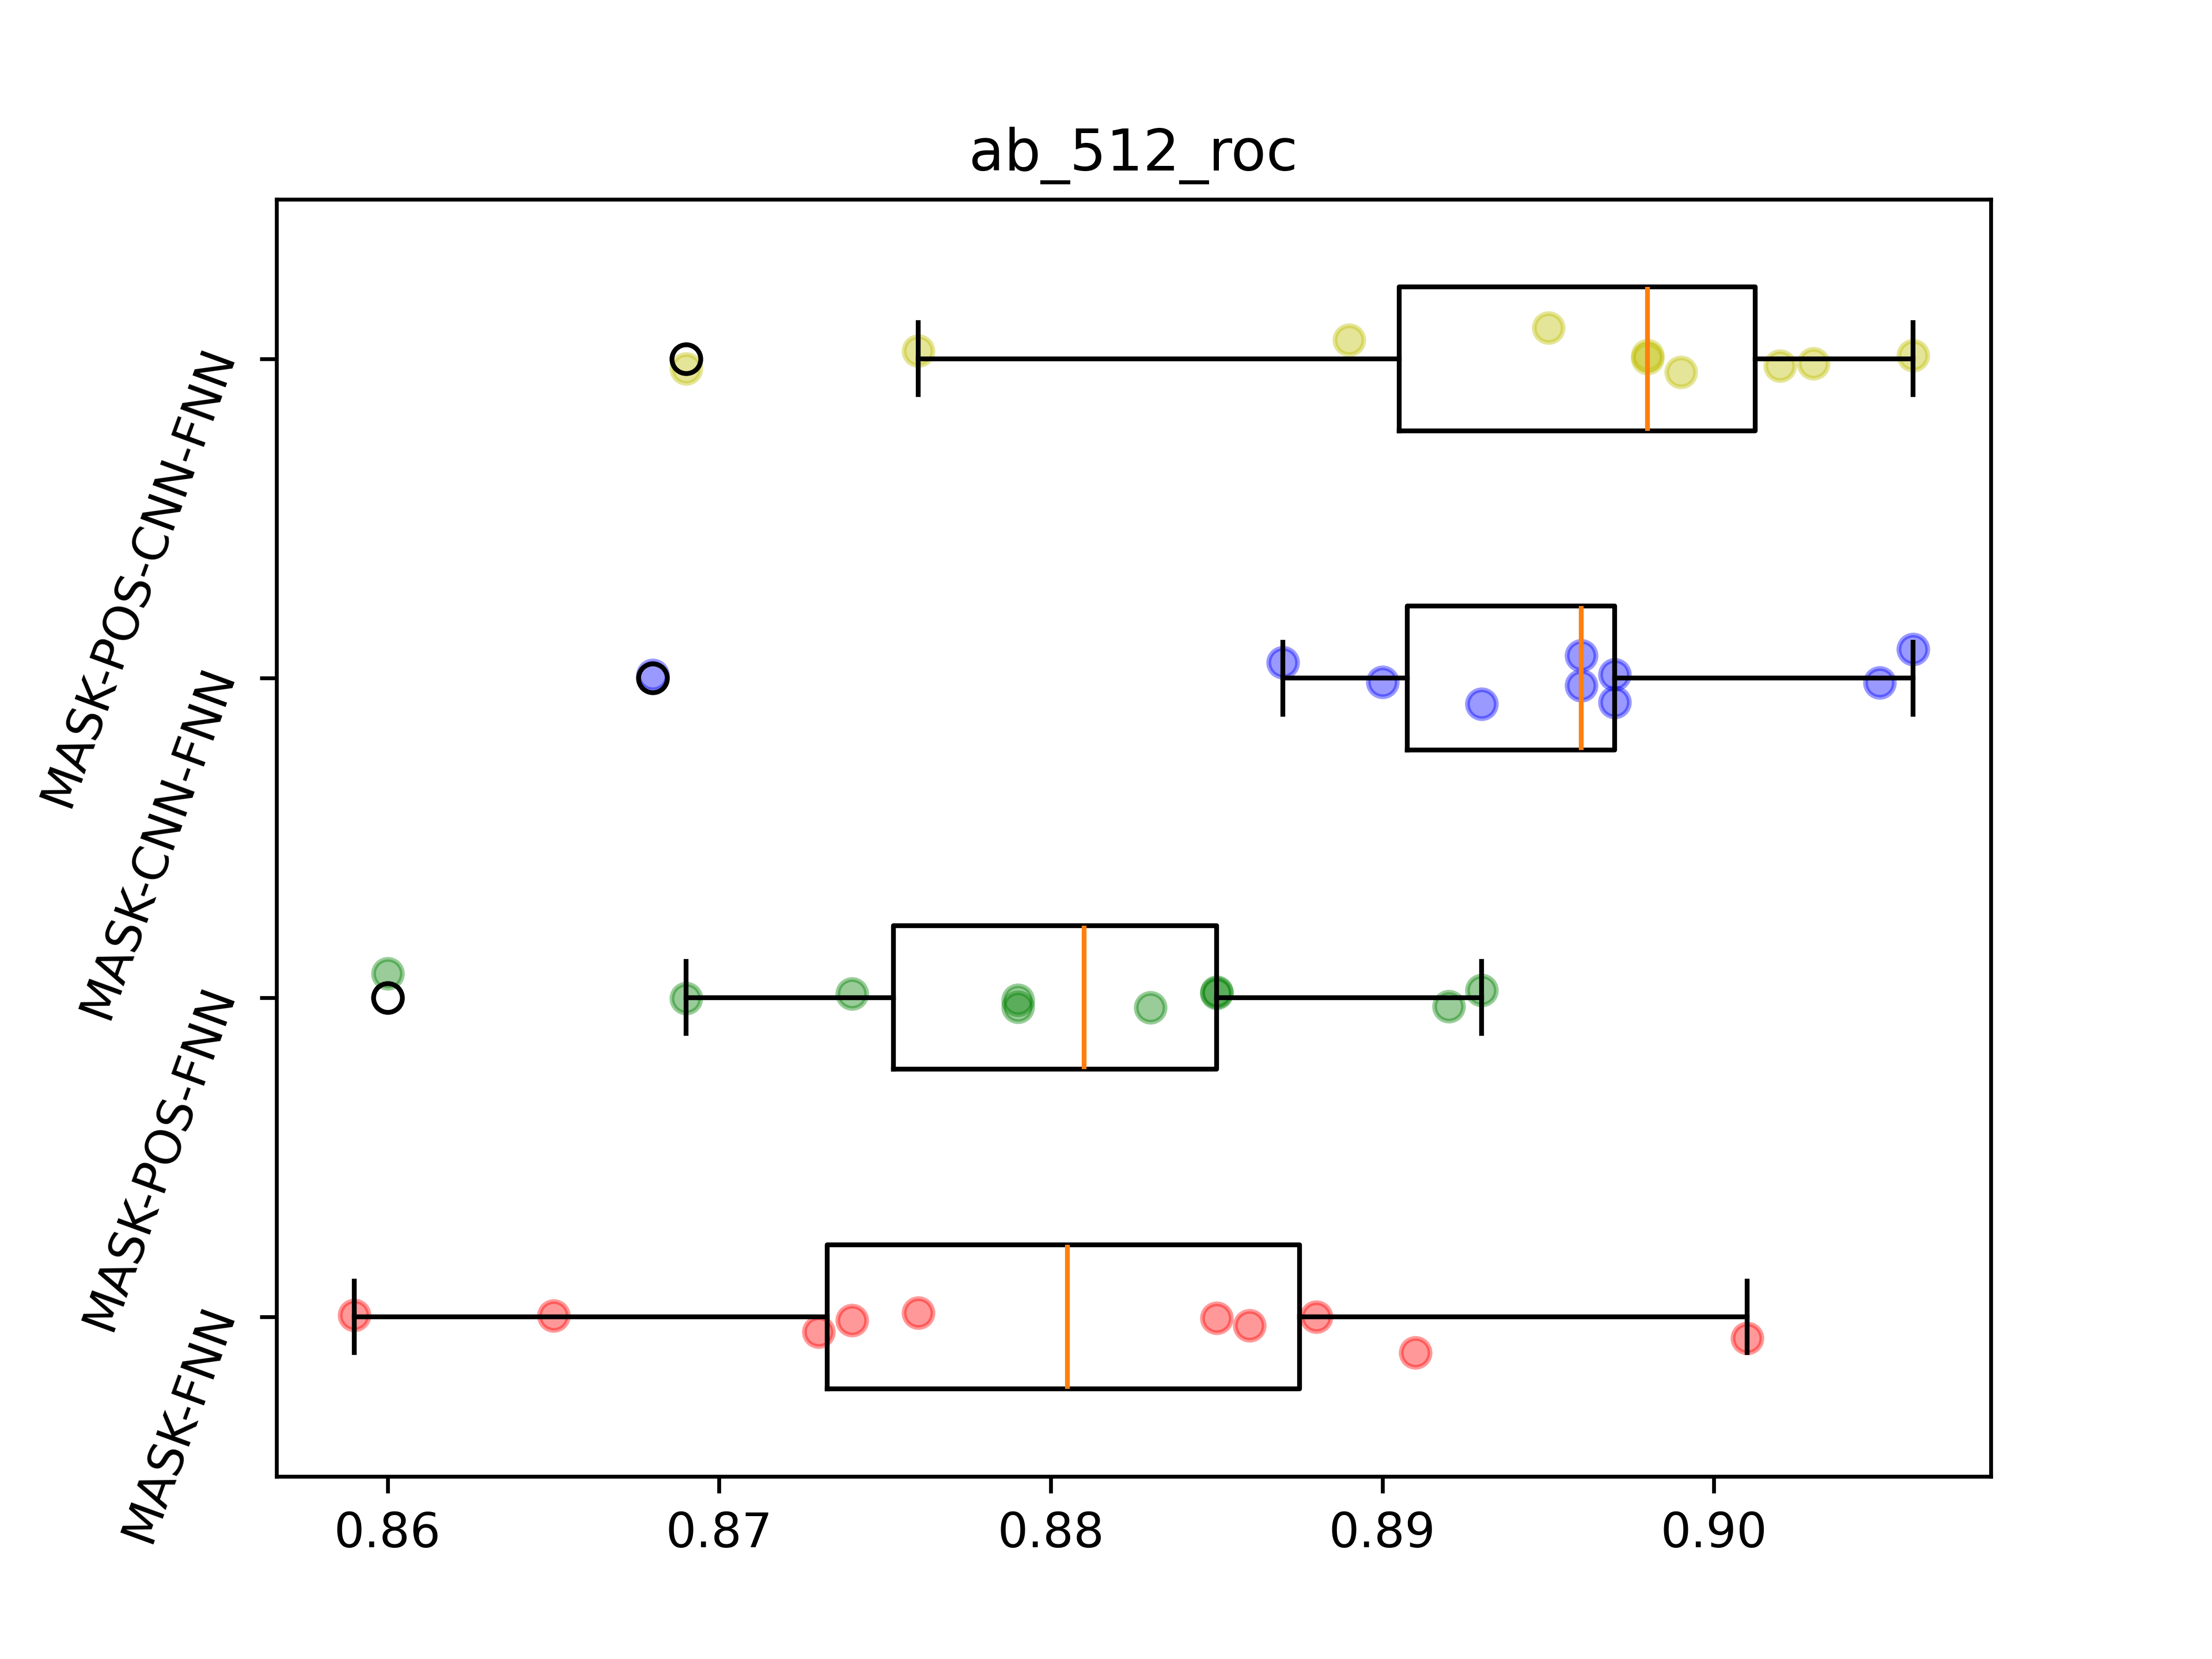 ab_512_roc
MASK-POS-CNN-FNN
MASK-CNN-FNN
MASK-POS-FNN
MASK-FNN
0.86 0.87 0.88 0.89 0.90